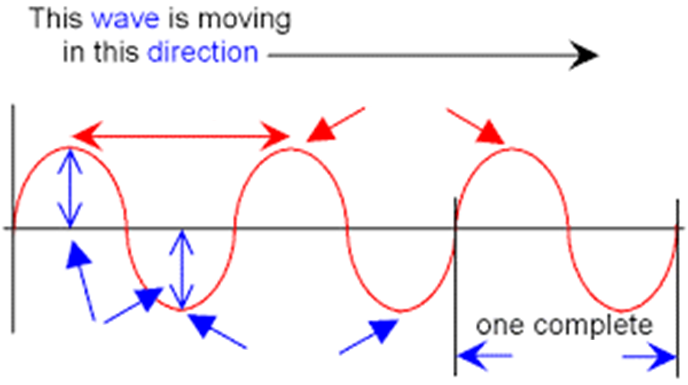 This wave is moving
in this direction
one complete